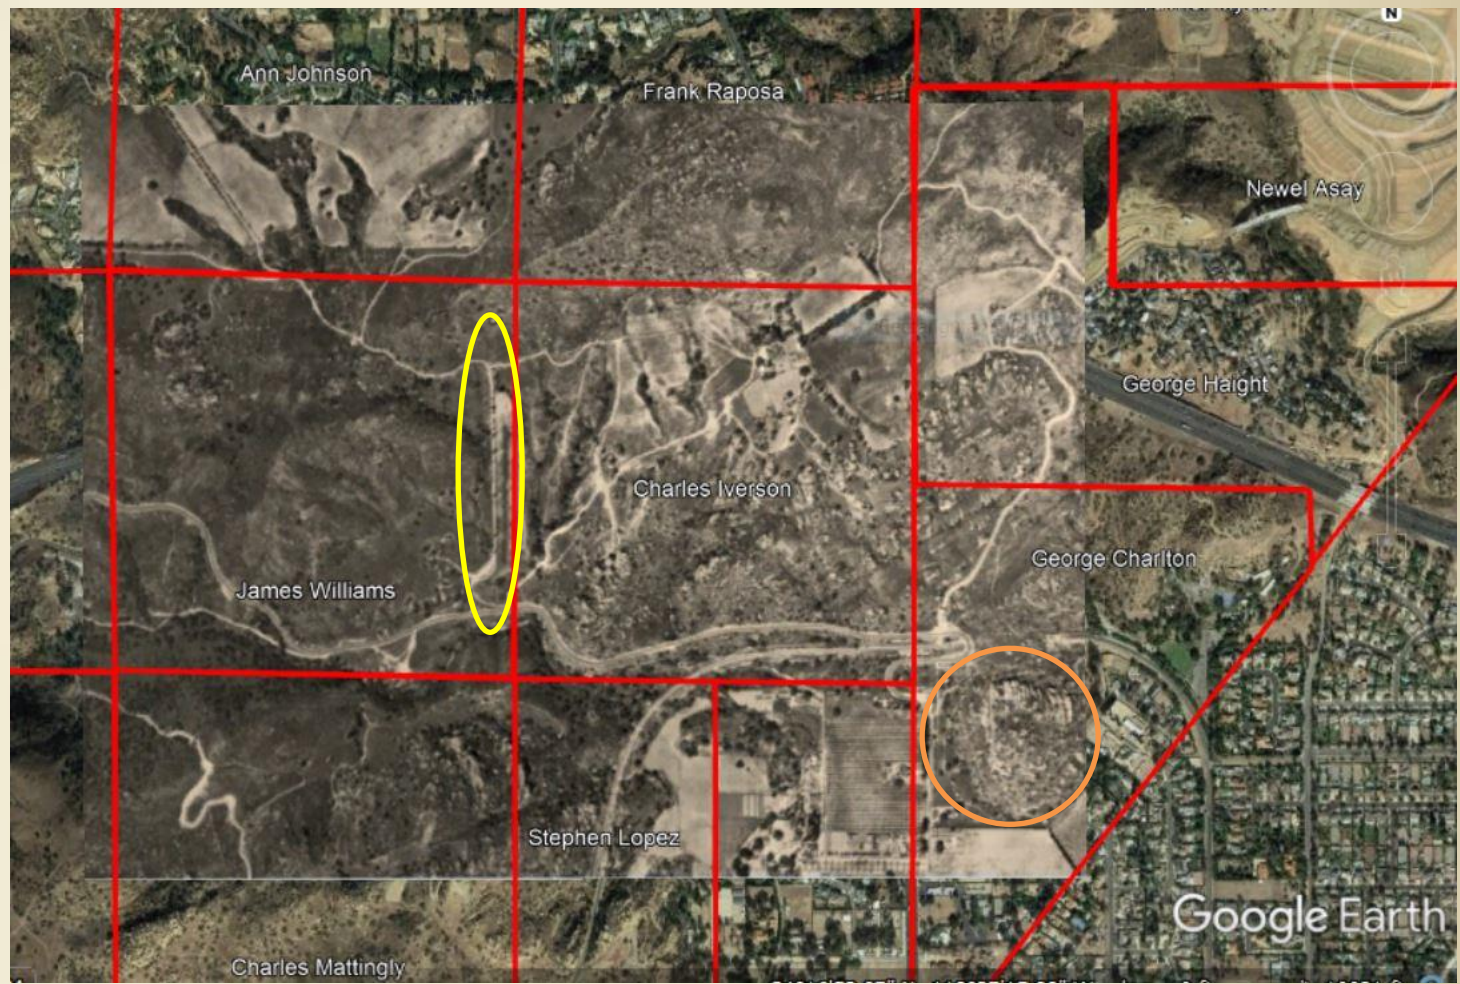 N
Ann Johnson
Frank Raposa
Newel Asay
George Haight
Charles Iverson
George Charlton
James Williams
Stephen Lopez
Google Earth
Charles Mattingly